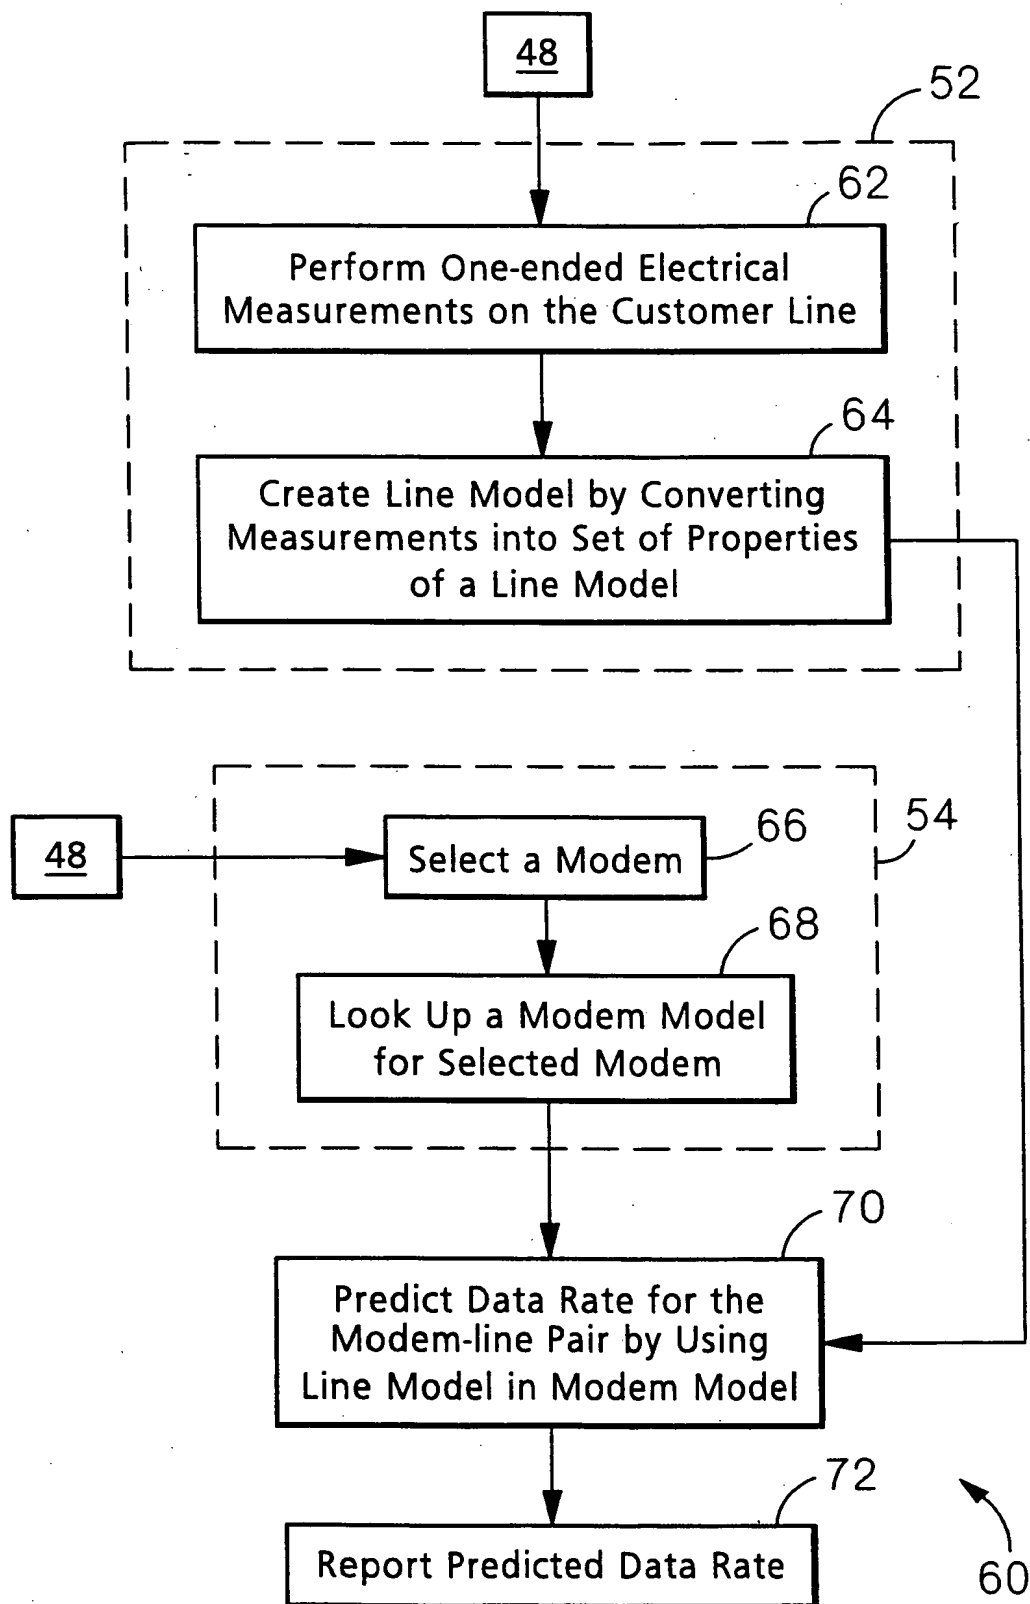 48
52
62
Perform One-ended Electrical
Measurements on the Customer Line
64
Create Line Model by Converting
Measurements into Set of Properties
of a Line Model
48
Select a Modem
66
54
68
Look Up a Modem Model
for Selected Modem
70
Predict Data Rate for the
Modem-line Pair by Using
Line Model in Modem Model
72
Report Predicted Data Rate
60